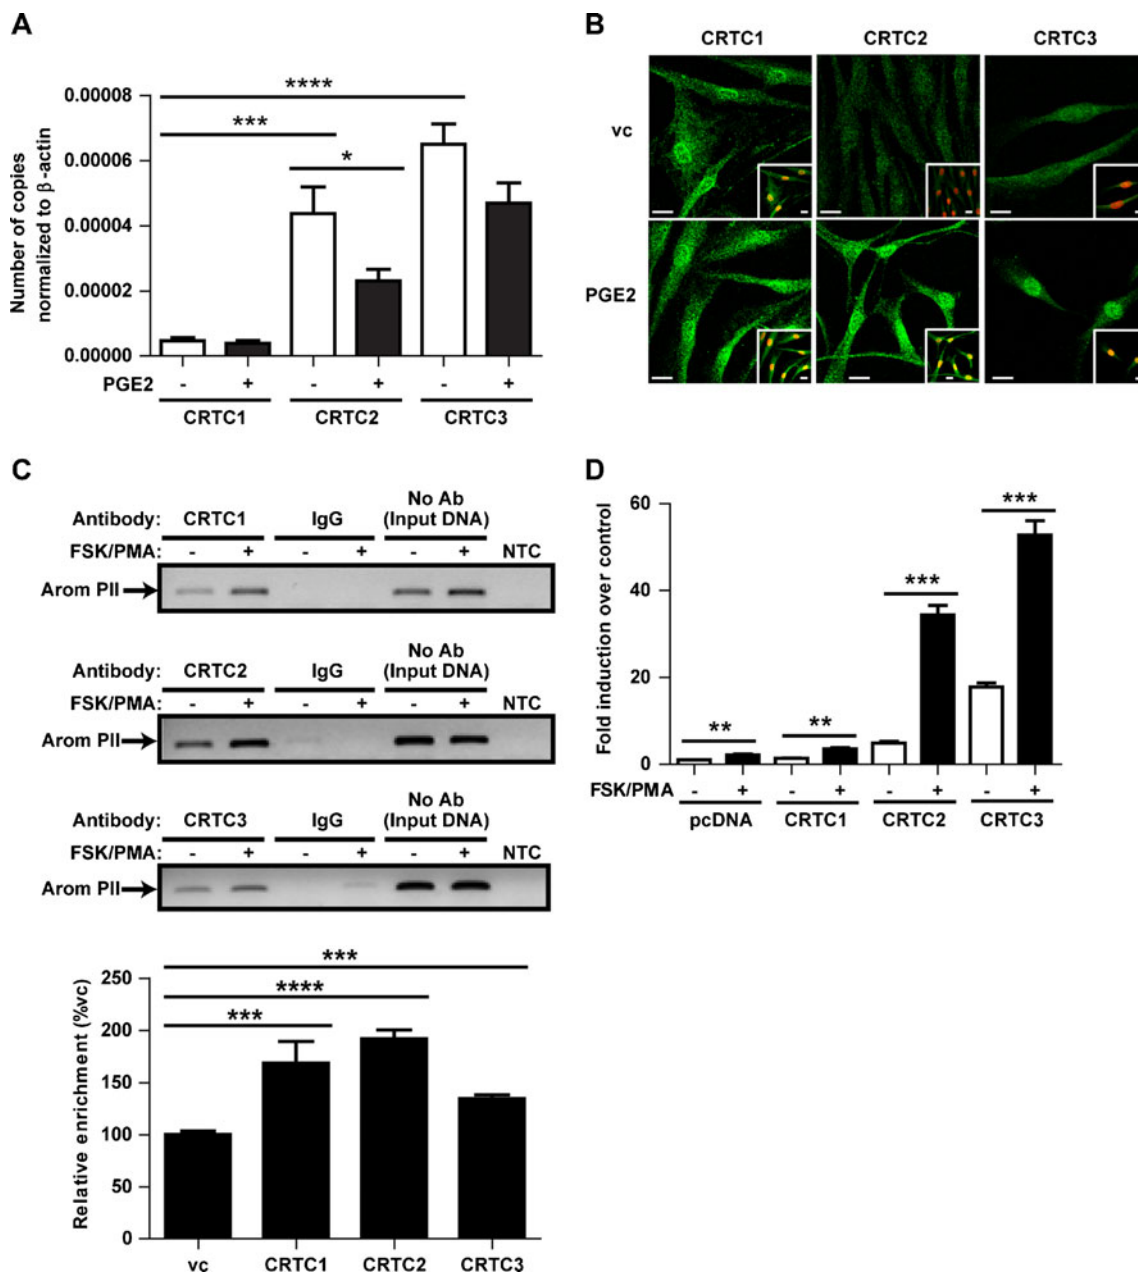 A
Number of copies
normalized to β-actin
0.00008
0.00006
0.00004
0.00002
0.00000
****
***
*
PGE2 - + - + - +
CRTC1 CRTC2 CRTC3
B
CRTC1 CRTC2 CRTC3
vc
PGE2
C
No Ab
Antibody: CRTC1 IgG (Input DNA)
FSK/PMA: - + - + - + NTC
Arom PII
No Ab
Antibody: CRTC2 IgG (Input DNA)
FSK/PMA: - + - + - + NTC
Arom PII
No Ab
Antibody: CRTC3 IgG (Input DNA)
FSK/PMA: - + - + - + NTC
Arom PII
Relative enrichment (%vc)
250
200
150
100
50
0
***
****
***
vc CRTC1 CRTC2 CRTC3
D
Fold induction over control
60
40
20
0
** ** *** ***
FSK/PMA - + - + - + - +
pcDNA CRTC1 CRTC2 CRTC3